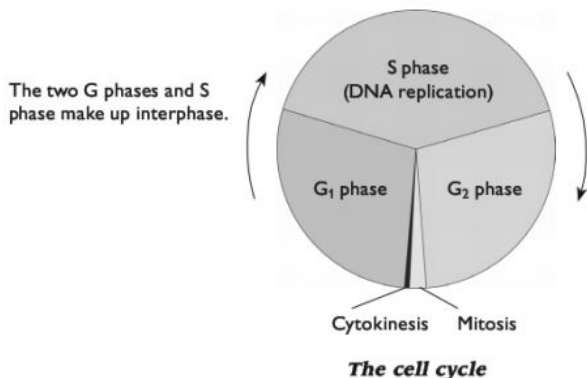 The two G phases and S
phase make up interphase.
S phase
(DNA replication)
G₁ phase
G₂ phase
Cytokinesis
Mitosis
The cell cycle